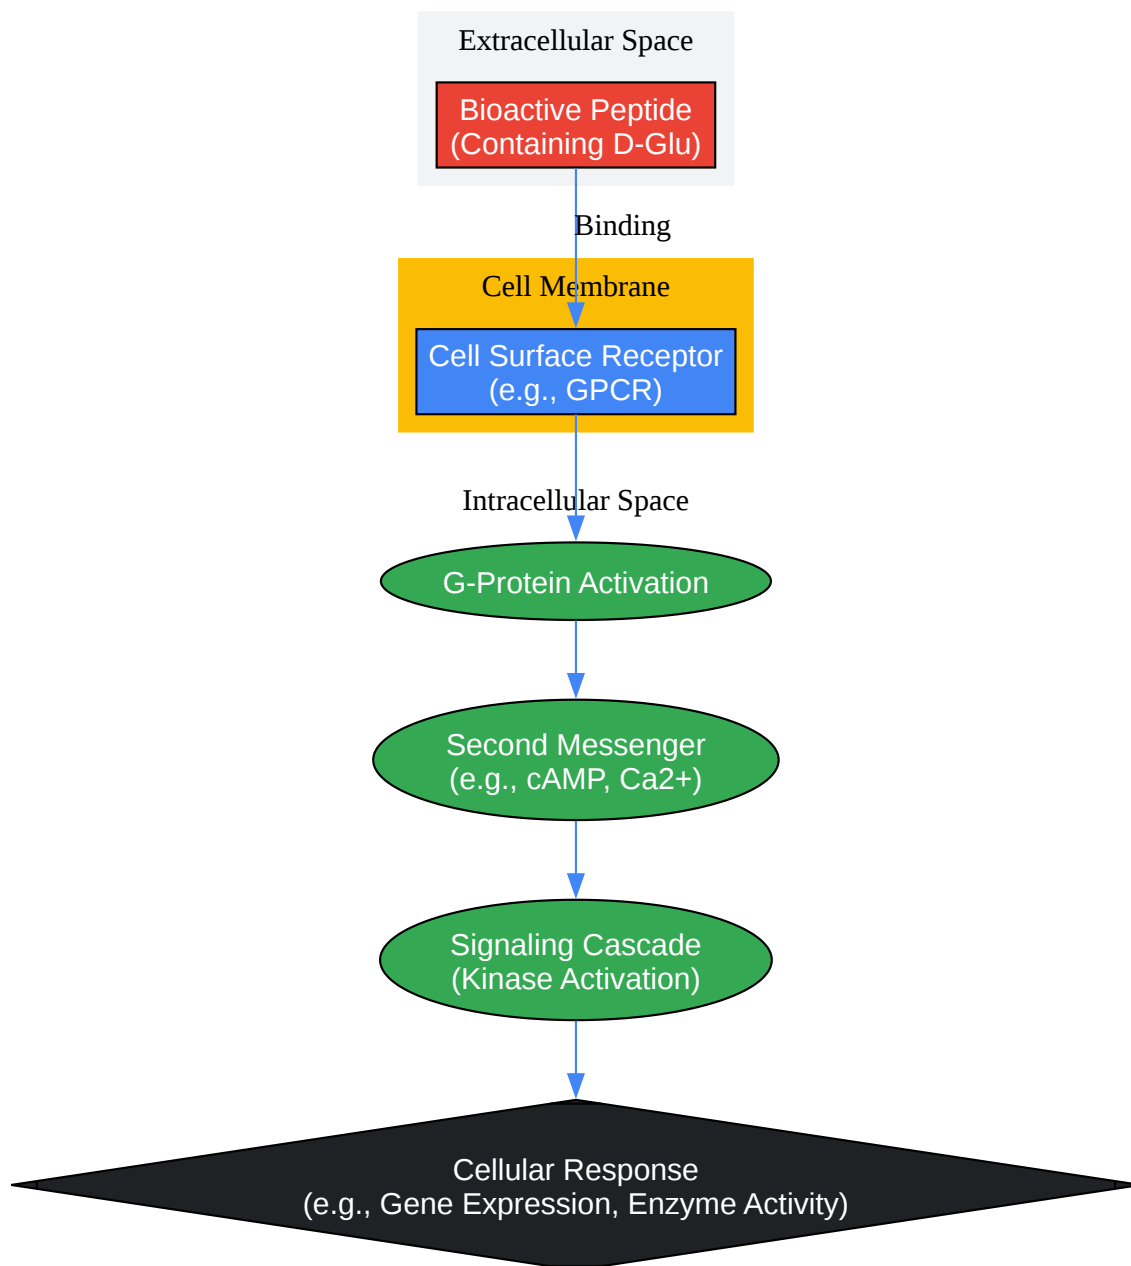 Extracellular Space
Bioactive Peptide
(Containing D-Glu)
Binding
Cell Membrane
Cell Surface Receptor
(e.g., GPCR)
Intracellular Space
G-Protein Activation
Second Messenger
(e.g., cAMP, Ca2+)
Signaling Cascade
(Kinase Activation)
Cellular Response
(e.g., Gene Expression, Enzyme Activity)